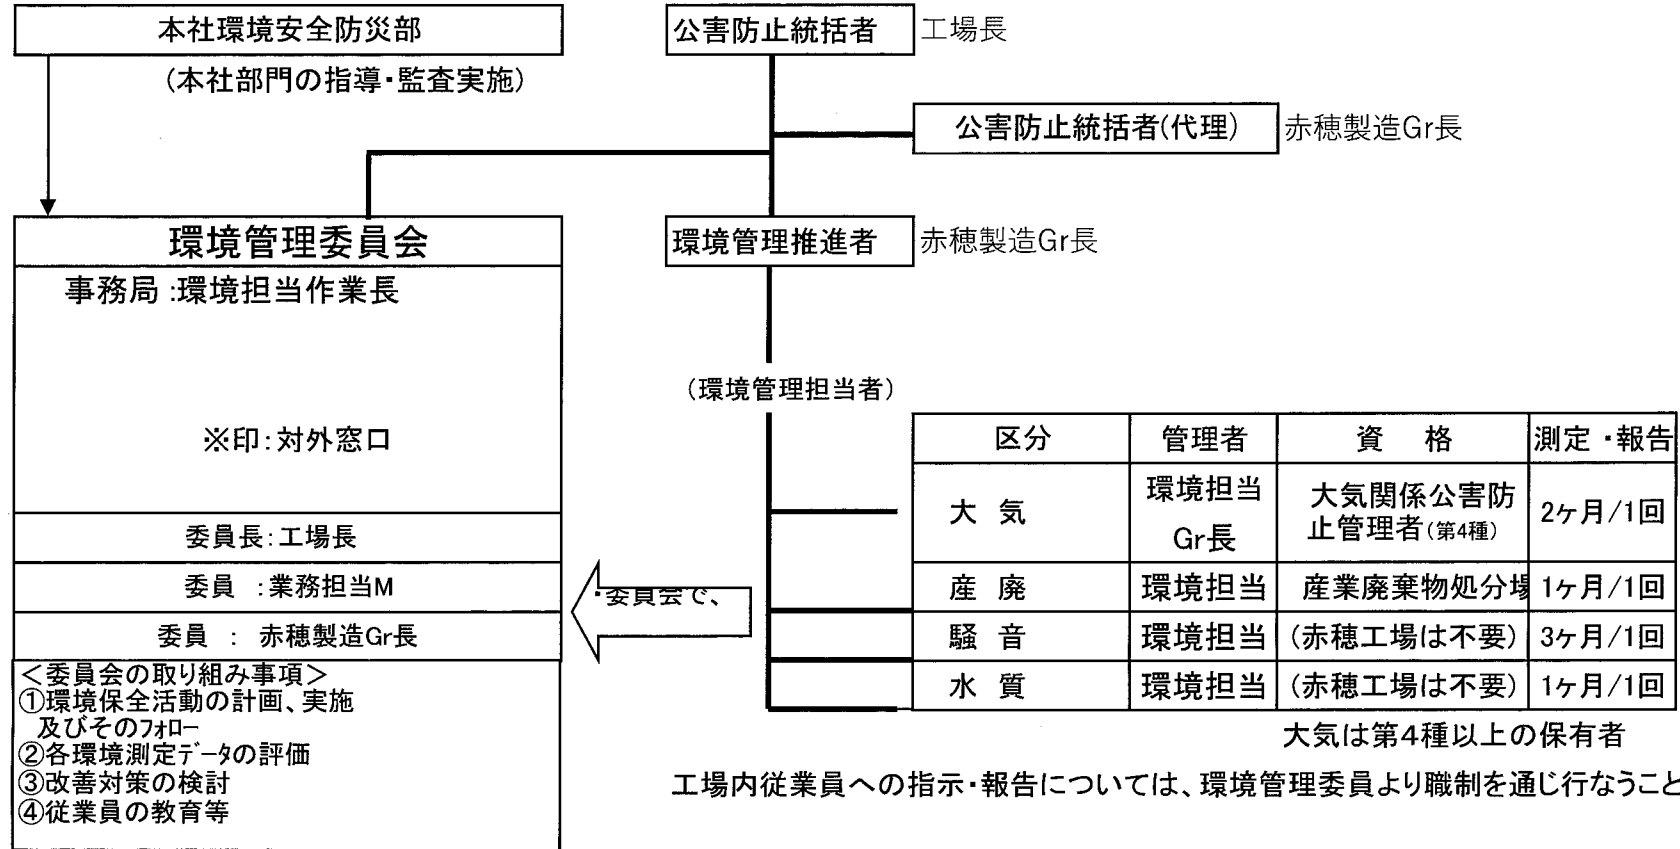 本社環境安全防災部
(本社部門の指導・監査実施)
公害防止統括者 工場長
公害防止統括者(代理) 赤穂製造Gr長
環境管理推進者 赤穂製造Gr長
環境管理委員会
事務局:環境担当作業長
※印:対外窓口
委員長:工場長
委員 :業務担当M
委員 : 赤穂製造Gr長
<委員会の取り組み事項>
①環境保全活動の計画、実施
及びそのフォロー
②各環境測定データの評価
③改善対策の検討
④従業員の教育等
・委員会で、
(環境管理担当者)
区分 管理者 資 格 測定・報告
大 気 環境担当 Gr長 大気関係公害防止管理者(第4種) 2ヶ月/1回
産 廃 環境担当 産業廃棄物処分場 1ヶ月/1回
騒 音 環境担当 (赤穂工場は不要) 3ヶ月/1回
水 質 環境担当 (赤穂工場は不要) 1ヶ月/1回
大気は第4種以上の保有者
工場内従業員への指示・報告については、環境管理委員より職制を通じ行なうこと